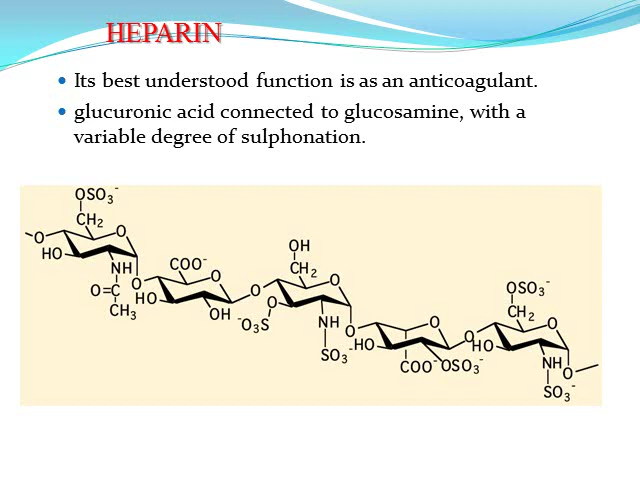 HEPARIN
Its best understood function is as an anticoagulant.
glucuronic acid connected to glucosamine, with a
variable degree of sulphonation.
OSO₃⁻
CH₂
O
O
HO
NH
O=C
CH₃
O
COO⁻
O
HO
OH
O
OH
CH₂
O
O
⁻O₃S
NH
SO₃⁻
O
O
HO
COO⁻
OSO₃⁻
O
OSO₃⁻
CH₂
O
HO
NH
SO₃⁻
O